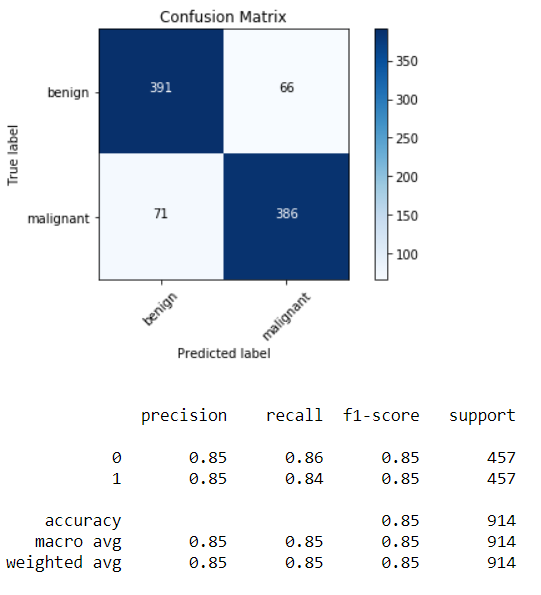 Confusion Matrix
benign 391 66
malignant 71 386
benign malignant
True label
Predicted label
350
300
250
200
150
100
precision recall f1-score support
0 0.85 0.86 0.85 457
1 0.85 0.84 0.85 457
accuracy 0.85 914
macro avg 0.85 0.85 0.85 914
weighted avg 0.85 0.85 0.85 914